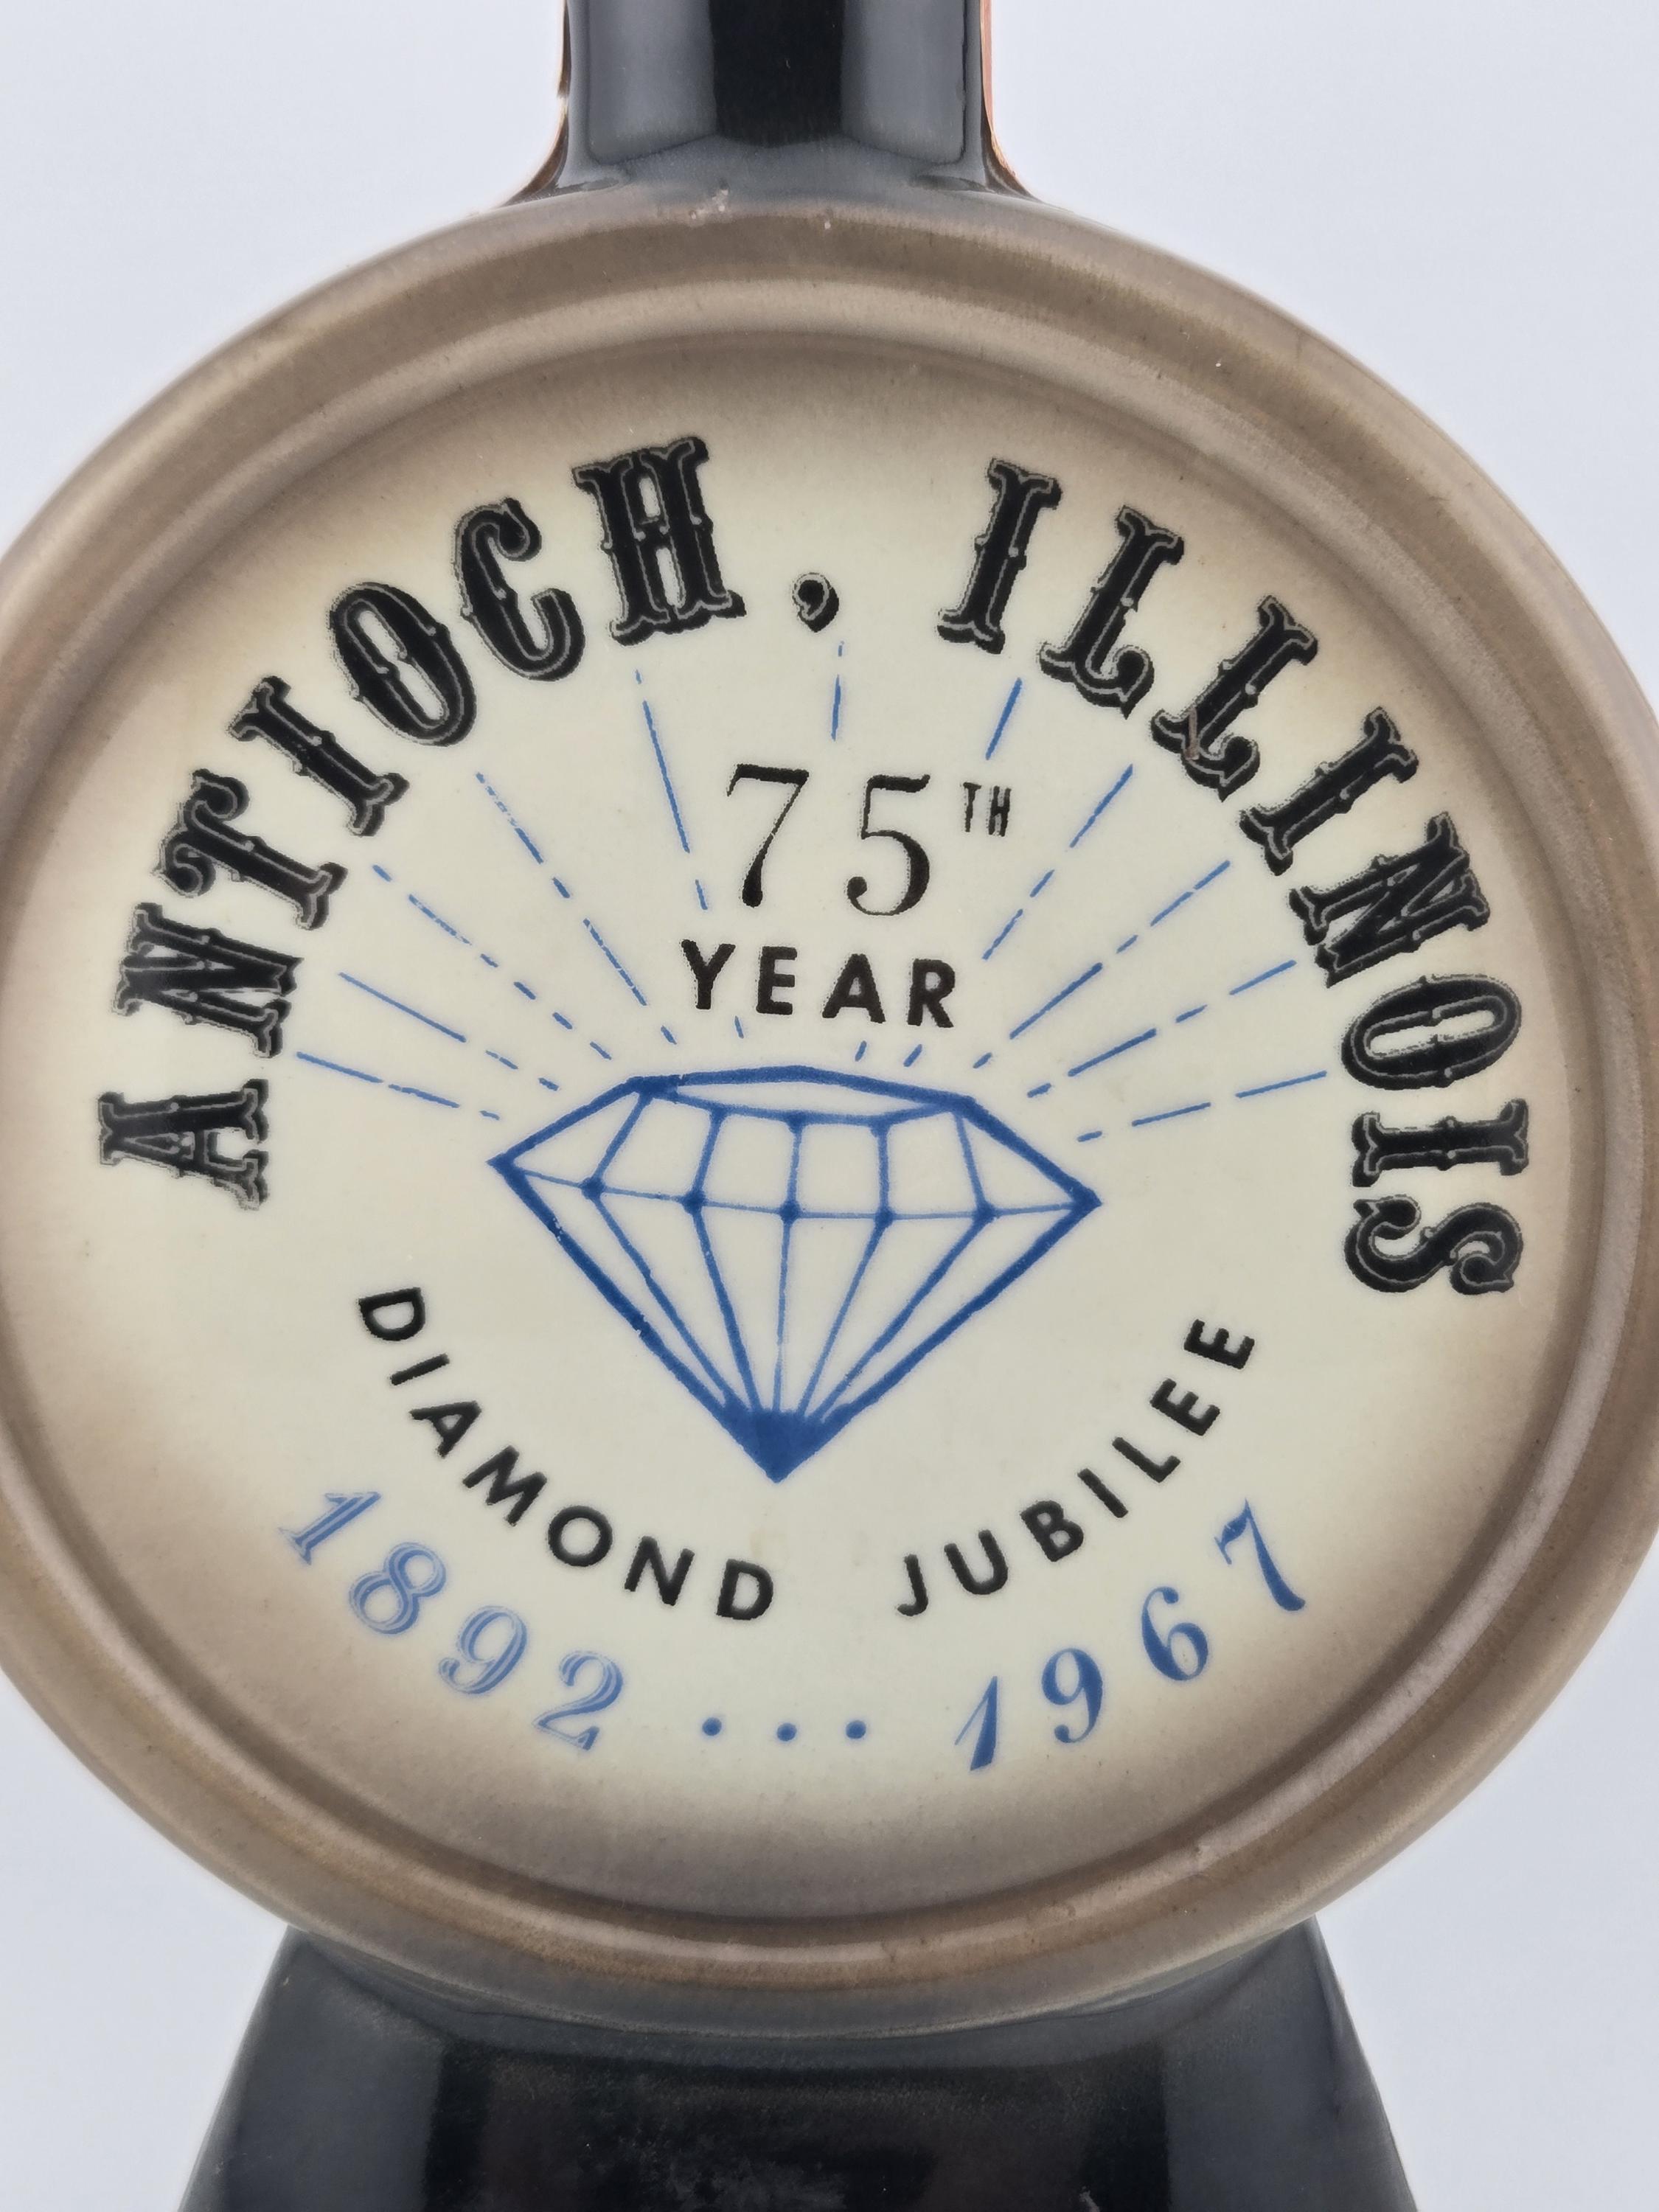 ANTIOCH, ILLINOIS
75TH
YEAR
DIAMOND JUBILEE
1892 ... 1967